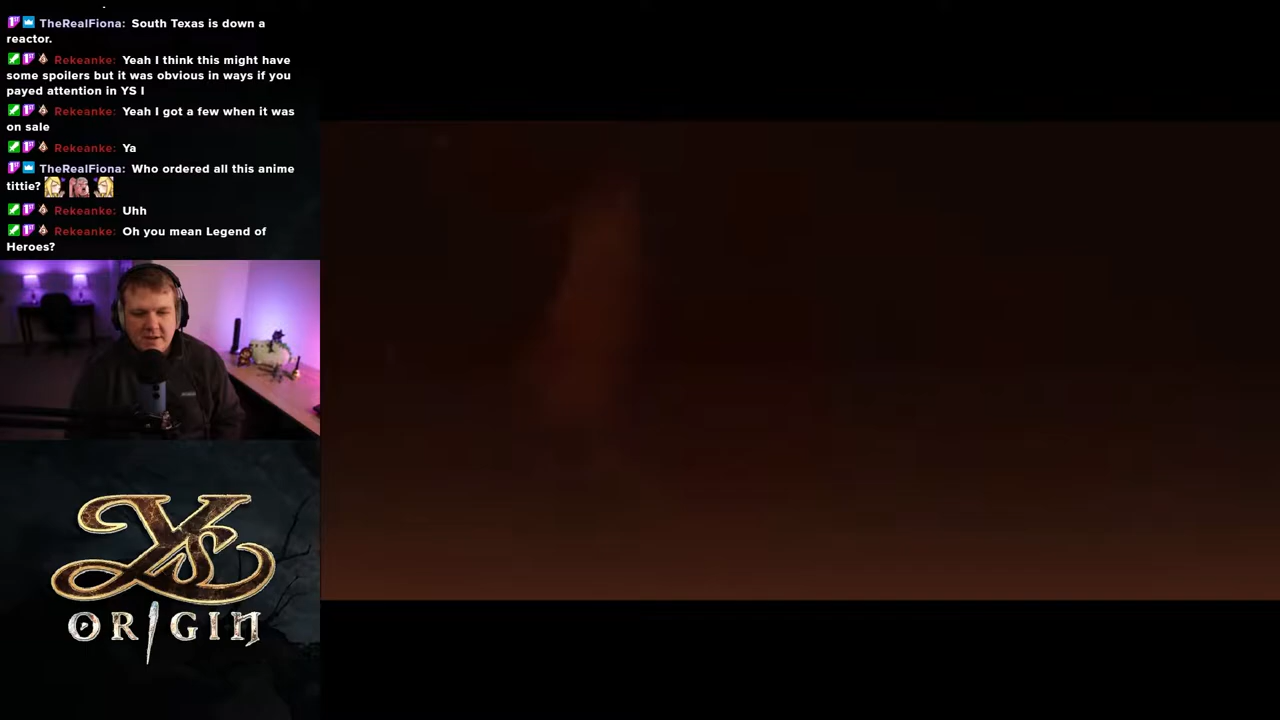 TheRealFiona: South Texas is down a
reactor.
Rekeanke: Yeah I think this might have
some spoilers but it was obvious in ways if you
payed attention in YS I
Rekeanke: Yeah I got a few when it was
on sale
Rekeanke: Ya
TheRealFiona: Who ordered all this anime
tittie?
Rekeanke: Uhh
Rekeanke: Oh you mean Legend of
Heroes?
Ys
ORIGIN